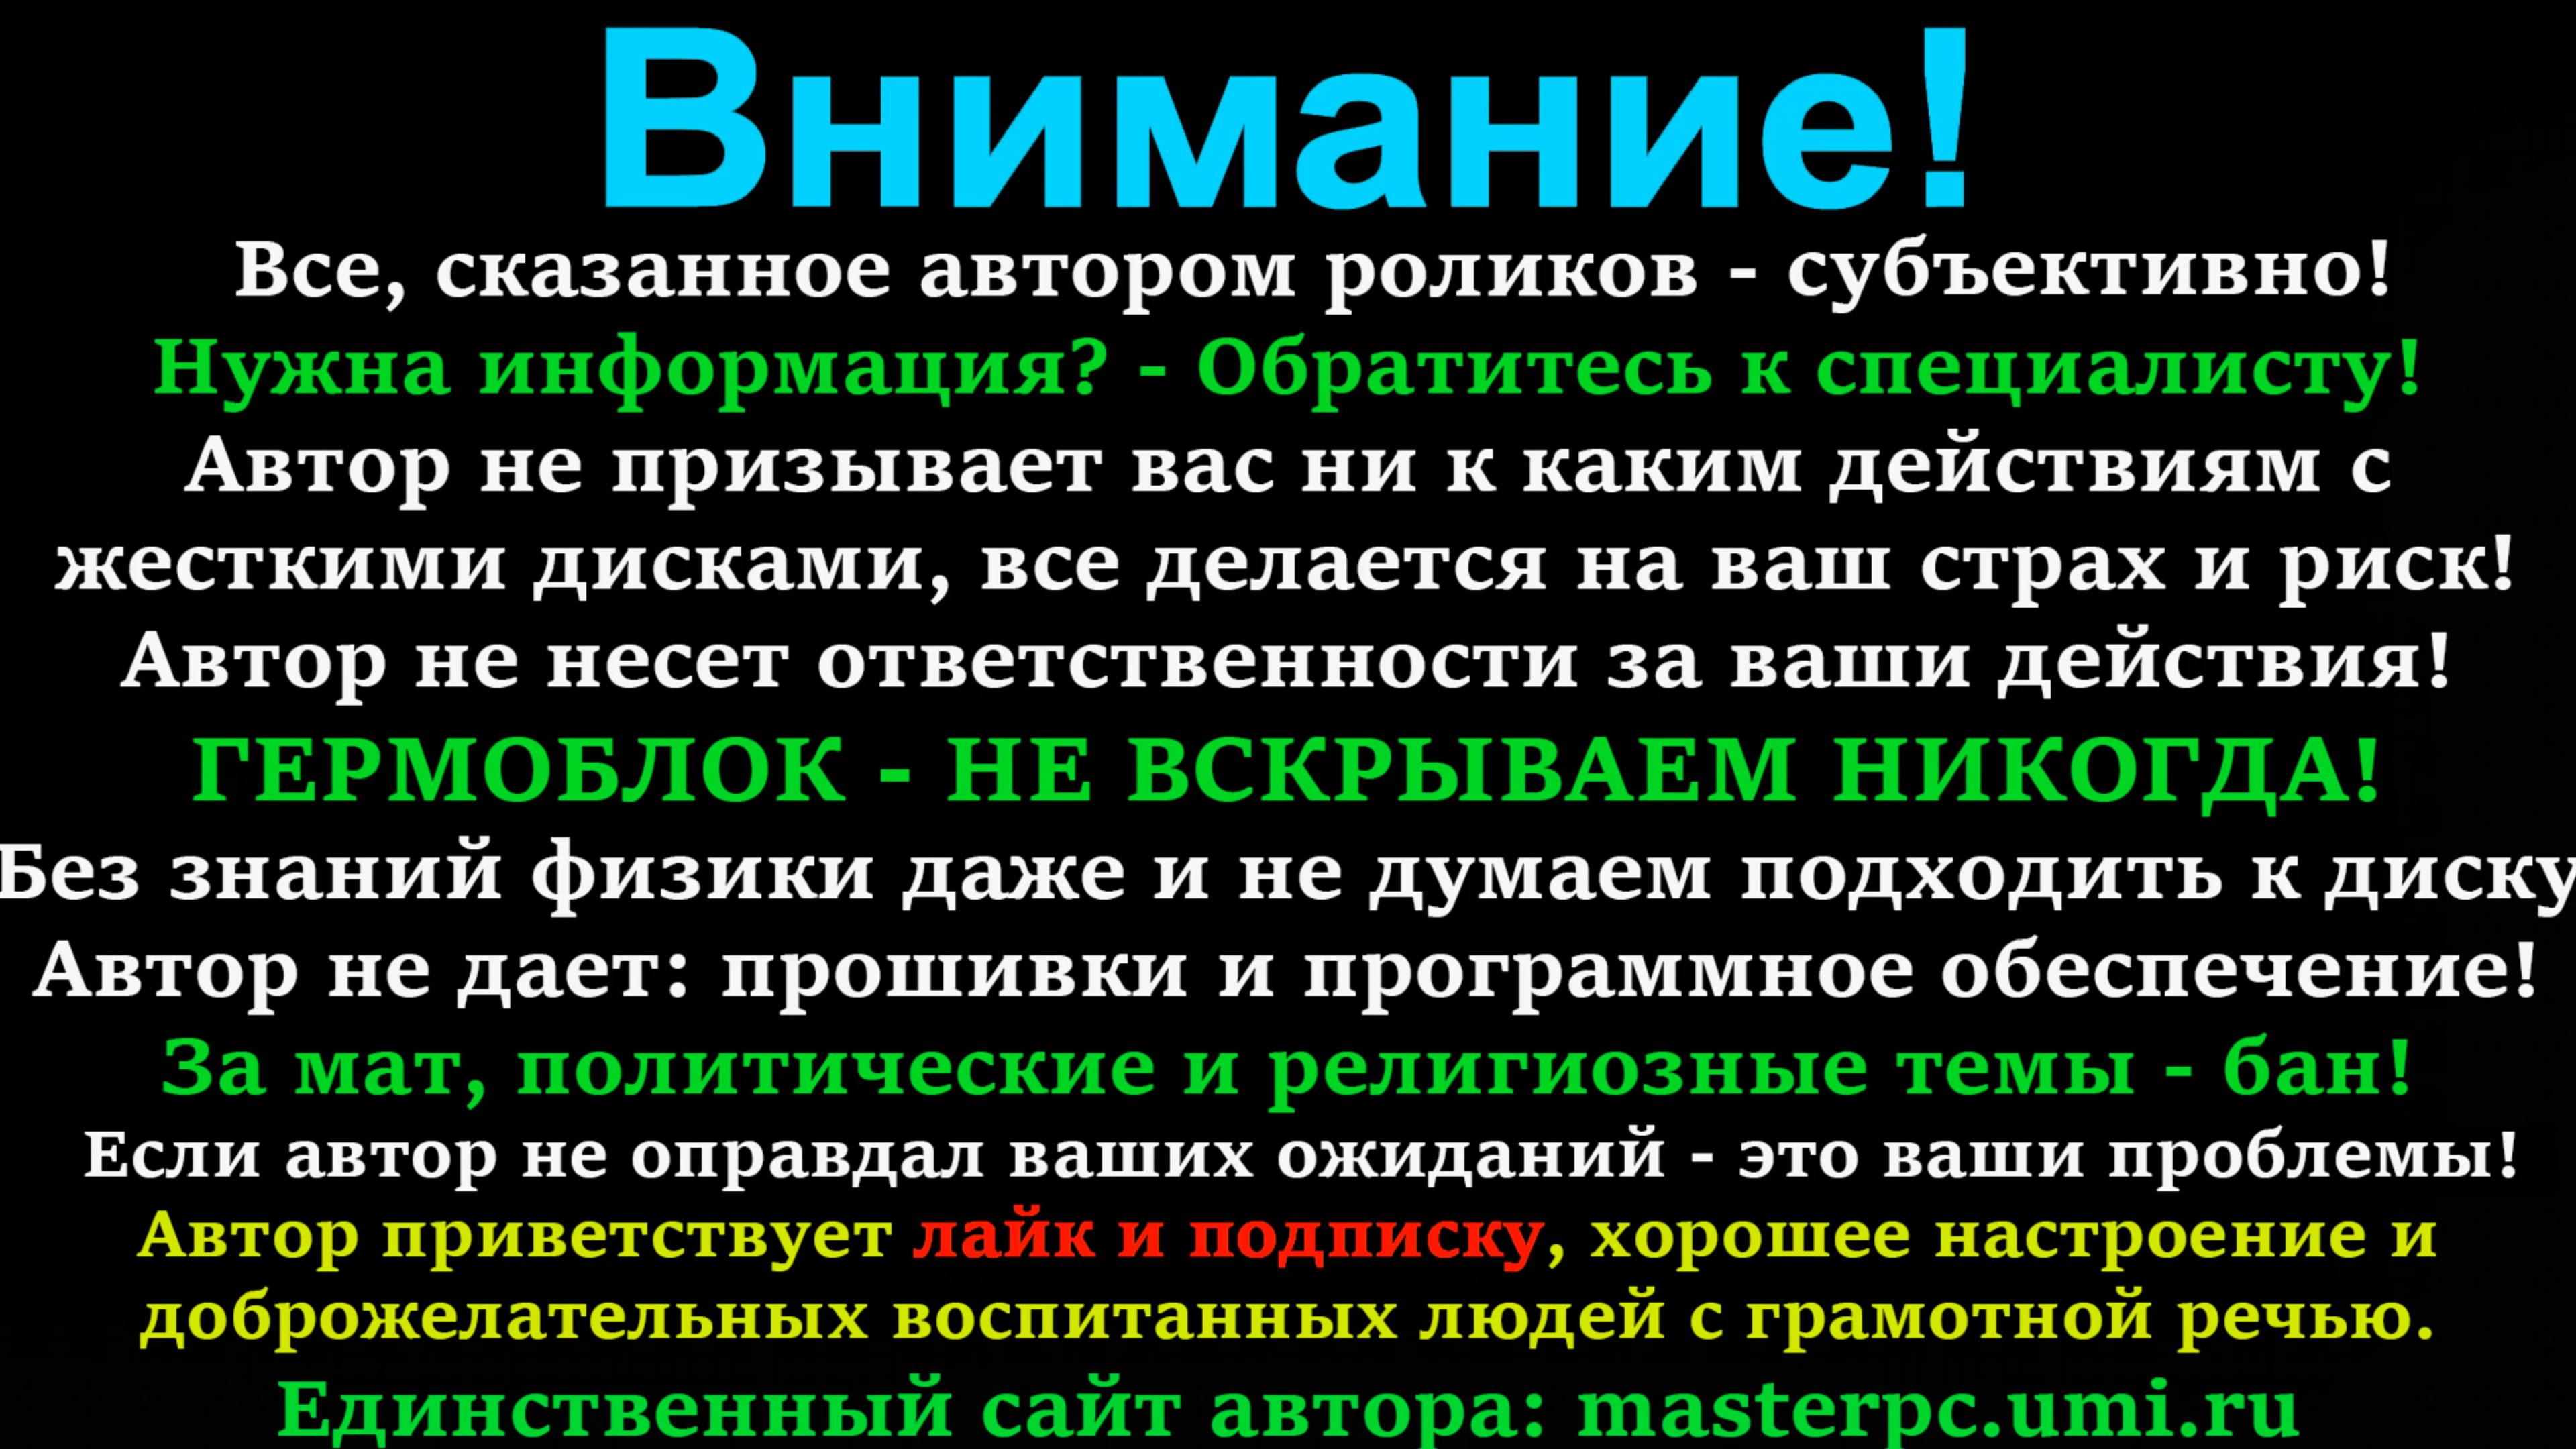 Внимание!
Все, сказанное автором роликов - субъективно!
Нужна информация? - Обратитесь к специалисту!
Автор не призывает вас ни к каким действиям с
жесткими дисками, все делается на ваш страх и риск!
Автор не несет ответственности за ваши действия!
ГЕРМОБЛОК - НЕ ВСКРЫВАЕМ НИКОГДА!
Без знаний физики даже и не думаем подходить к диску
Автор не дает: прошивки и программное обеспечение!
За мат, политические и религиозные темы - бан!
Если автор не оправдал ваших ожиданий - это ваши проблемы!
Автор приветствует лайк и подписку, хорошее настроение и
доброжелательных воспитанных людей с грамотной речью.
Единственный сайт автора: masterpc.umi.ru